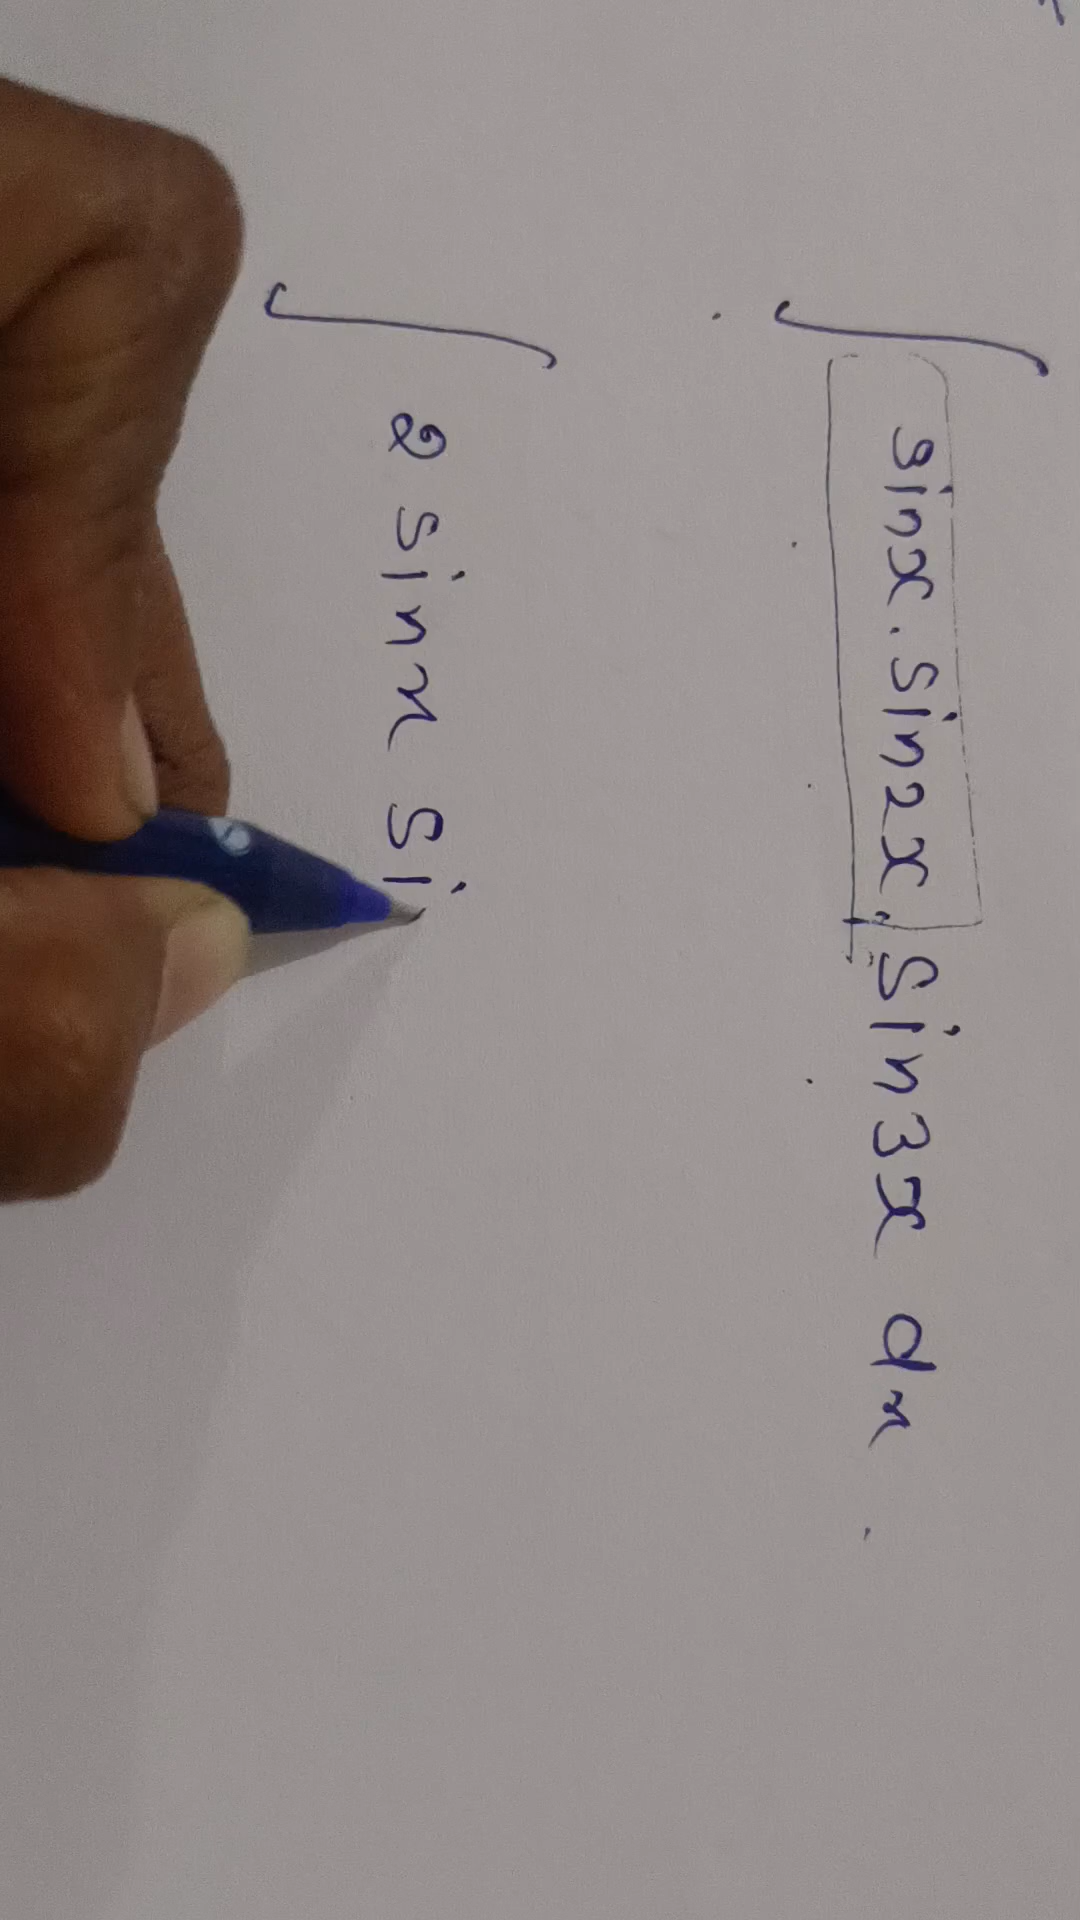 ∫ sinx . sin2x . sin3x dx
∫ 2 sinx si